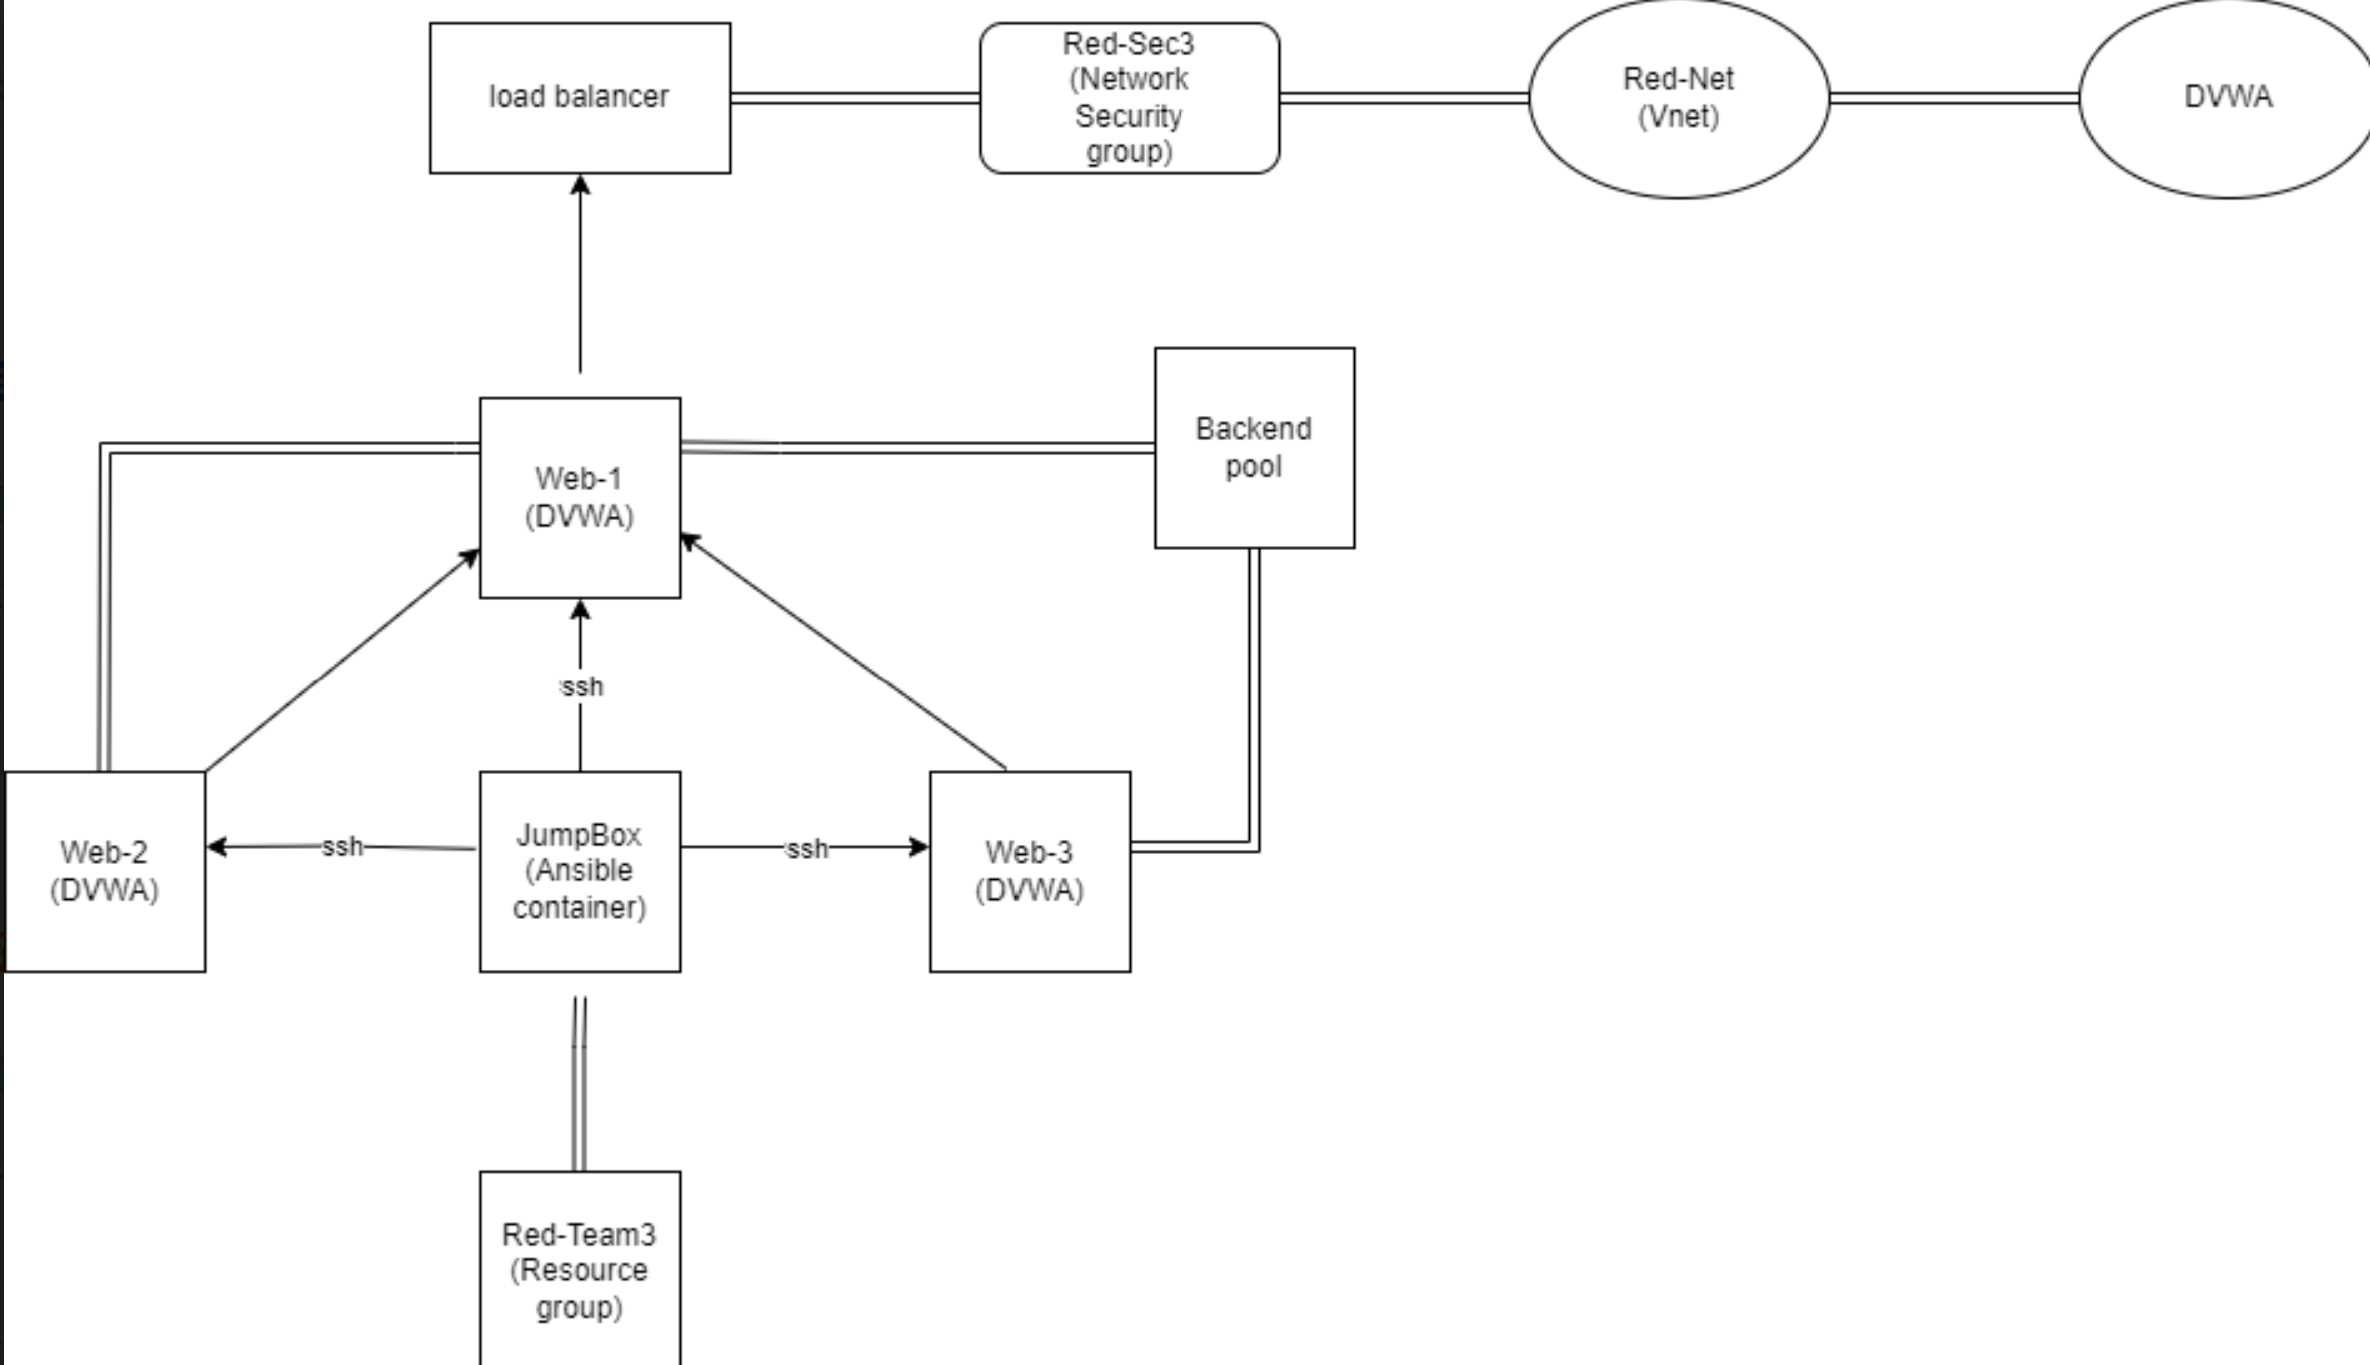 load balancer
Red-Sec3
(Network
Security
group)
Red-Net
(Vnet)
DVWA
Backend
pool
Web-1
(DVWA)
ssh
Web-2
(DVWA)
ssh
JumpBox
(Ansible
container)
ssh
Web-3
(DVWA)
Red-Team3
(Resource
group)